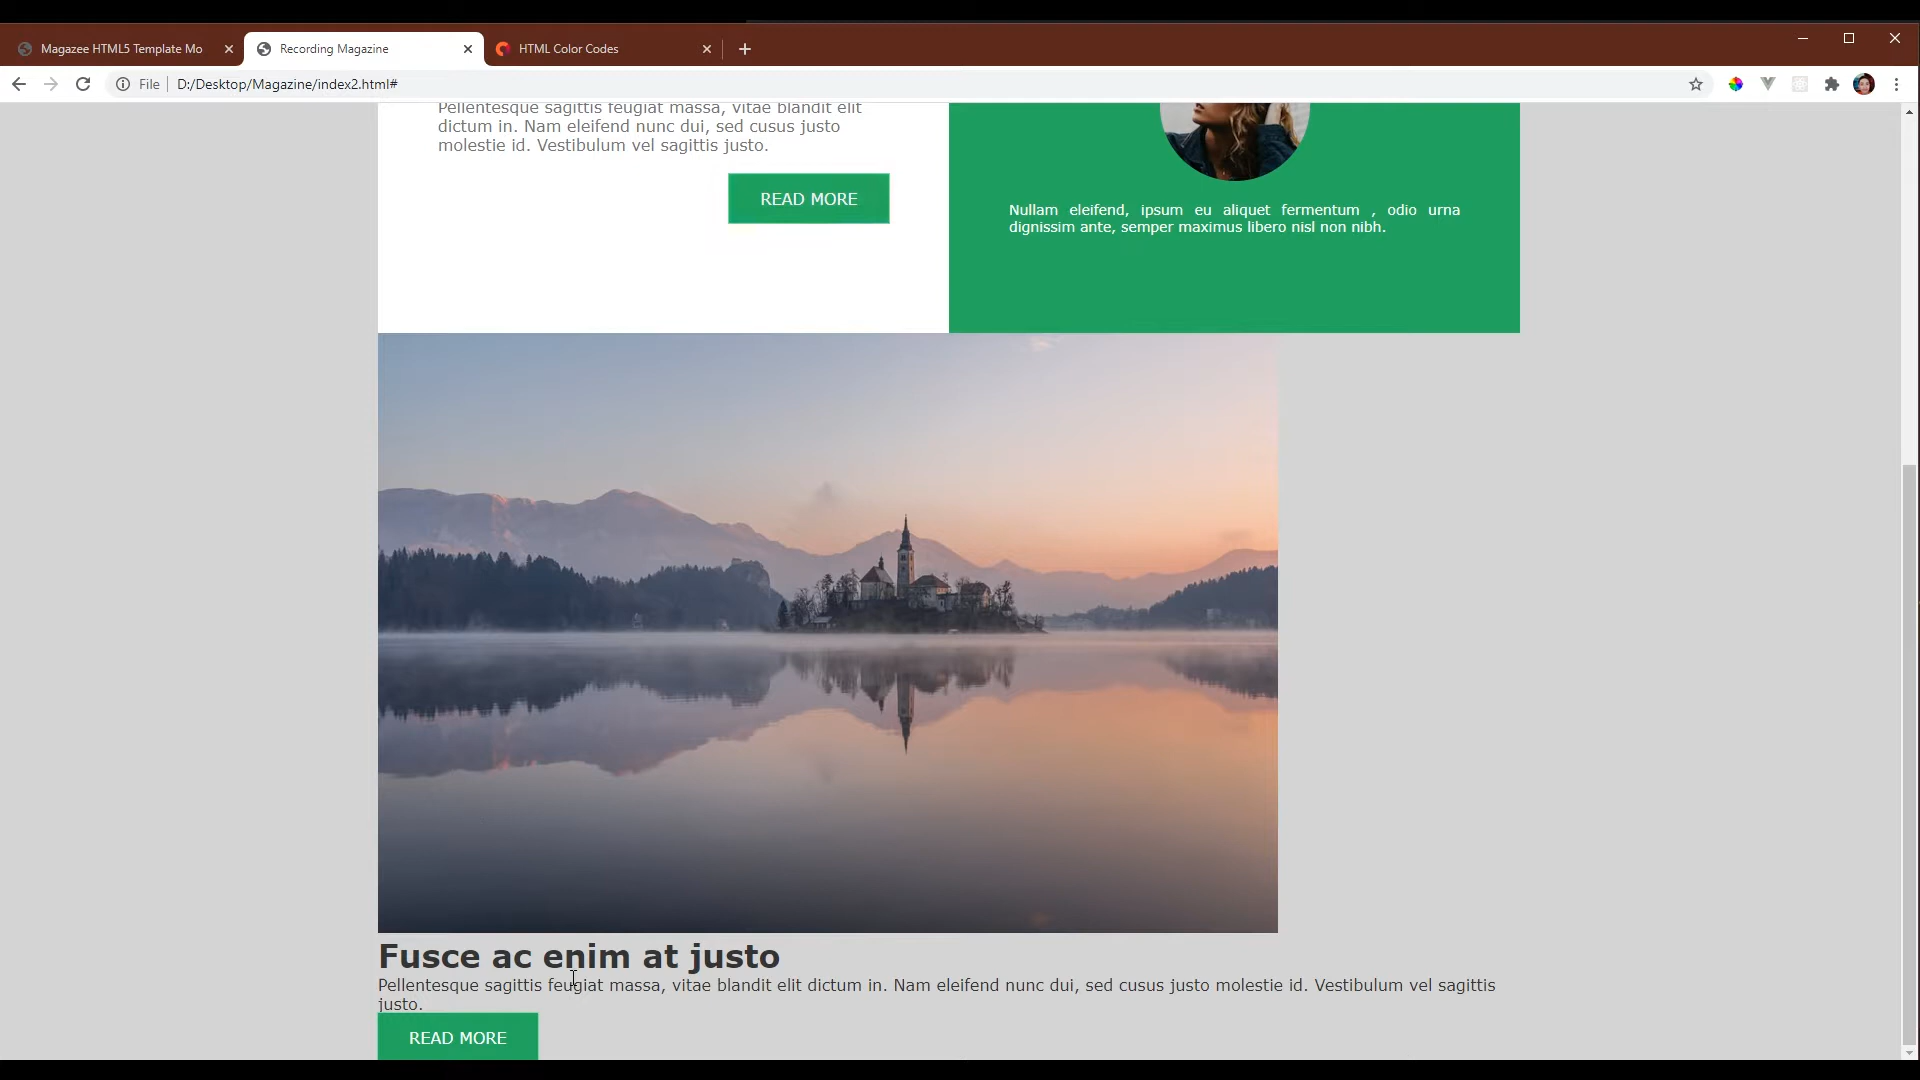 Magazee HTML5 Template Mo
Recording Magazine
HTML Color Codes
File
D:/Desktop/Magazine/index2.html#
Pellentesque sagittis feugiat massa, vitae blandit elit
dictum in. Nam eleifend nunc dui, sed cusus justo
molestie id. Vestibulum vel sagittis justo.
READ MORE
Nullam eleifend, ipsum eu aliquet fermentum , odio urna
dignissim ante, semper maximus libero nisl non nibh.
Fusce ac enim at justo
Pellentesque sagittis feugiat massa, vitae blandit elit dictum in. Nam eleifend nunc dui, sed cusus justo molestie id. Vestibulum vel sagittis
justo.
READ MORE